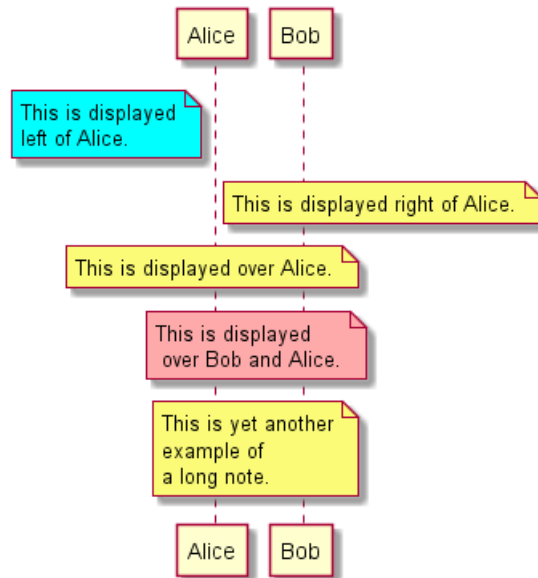 Alice
Bob
This is displayed
left of Alice.
This is displayed right of Alice.
This is displayed over Alice.
This is displayed
over Bob and Alice.
This is yet another
example of
a long note.
Alice
Bob